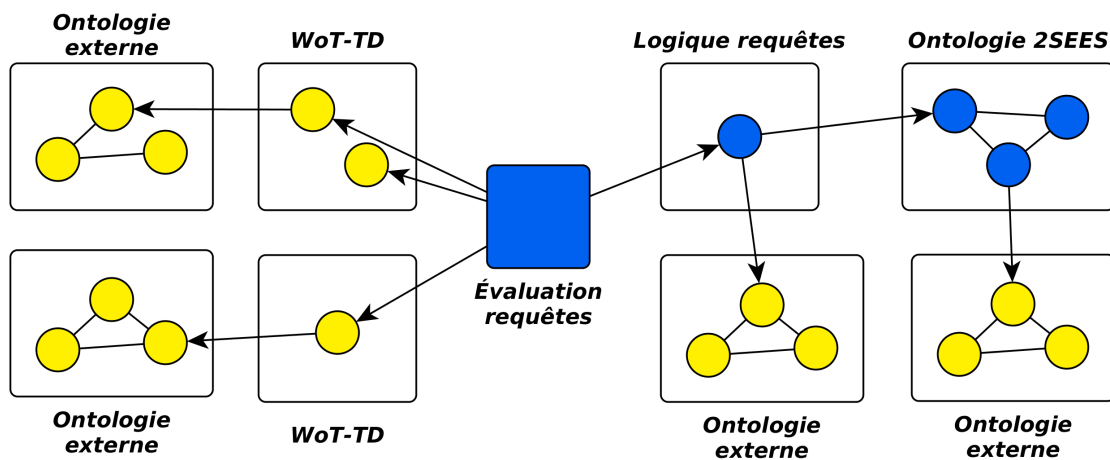 Ontologie
externe
WoT-TD
Logique requêtes
Ontologie 2SEES
Évaluation
requêtes
Ontologie
externe
WoT-TD
Ontologie
externe
Ontologie
externe